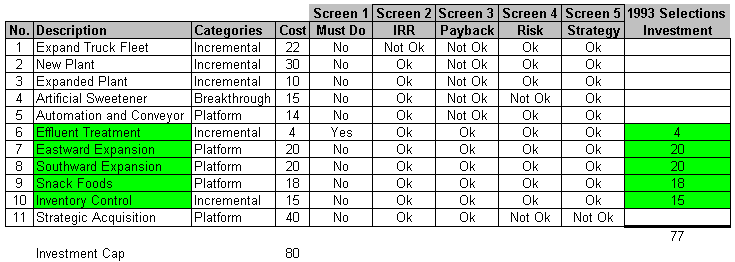 Screen 1 Screen 2 Screen 3 Screen 4 Screen 5 1993 Selections
No. Description Categories Cost Must Do IRR Payback Risk Strategy Investment
1 Expand Truck Fleet Incremental 22 No Not Ok Not Ok Ok Ok
2 New Plant Incremental 30 No Ok Not Ok Ok Ok
3 Expanded Plant Incremental 10 No Ok Not Ok Ok Ok
4 Artificial Sweetener Breakthrough 15 No Ok Not Ok Not Ok Ok
5 Automation and Conveyor Platform 14 No Ok Not Ok Ok Ok
6 Effluent Treatment Incremental 4 Yes Ok Ok Ok Ok 4
7 Eastward Expansion Platform 20 No Ok Ok Ok Ok 20
8 Southward Expansion Platform 20 No Ok Ok Ok Ok 20
9 Snack Foods Platform 18 No Ok Ok Ok Ok 18
10 Inventory Control Incremental 15 No Ok Ok Ok Ok 15
11 Strategic Acquisition Platform 40 No Ok Ok Not Ok Not Ok
77
Investment Cap 80